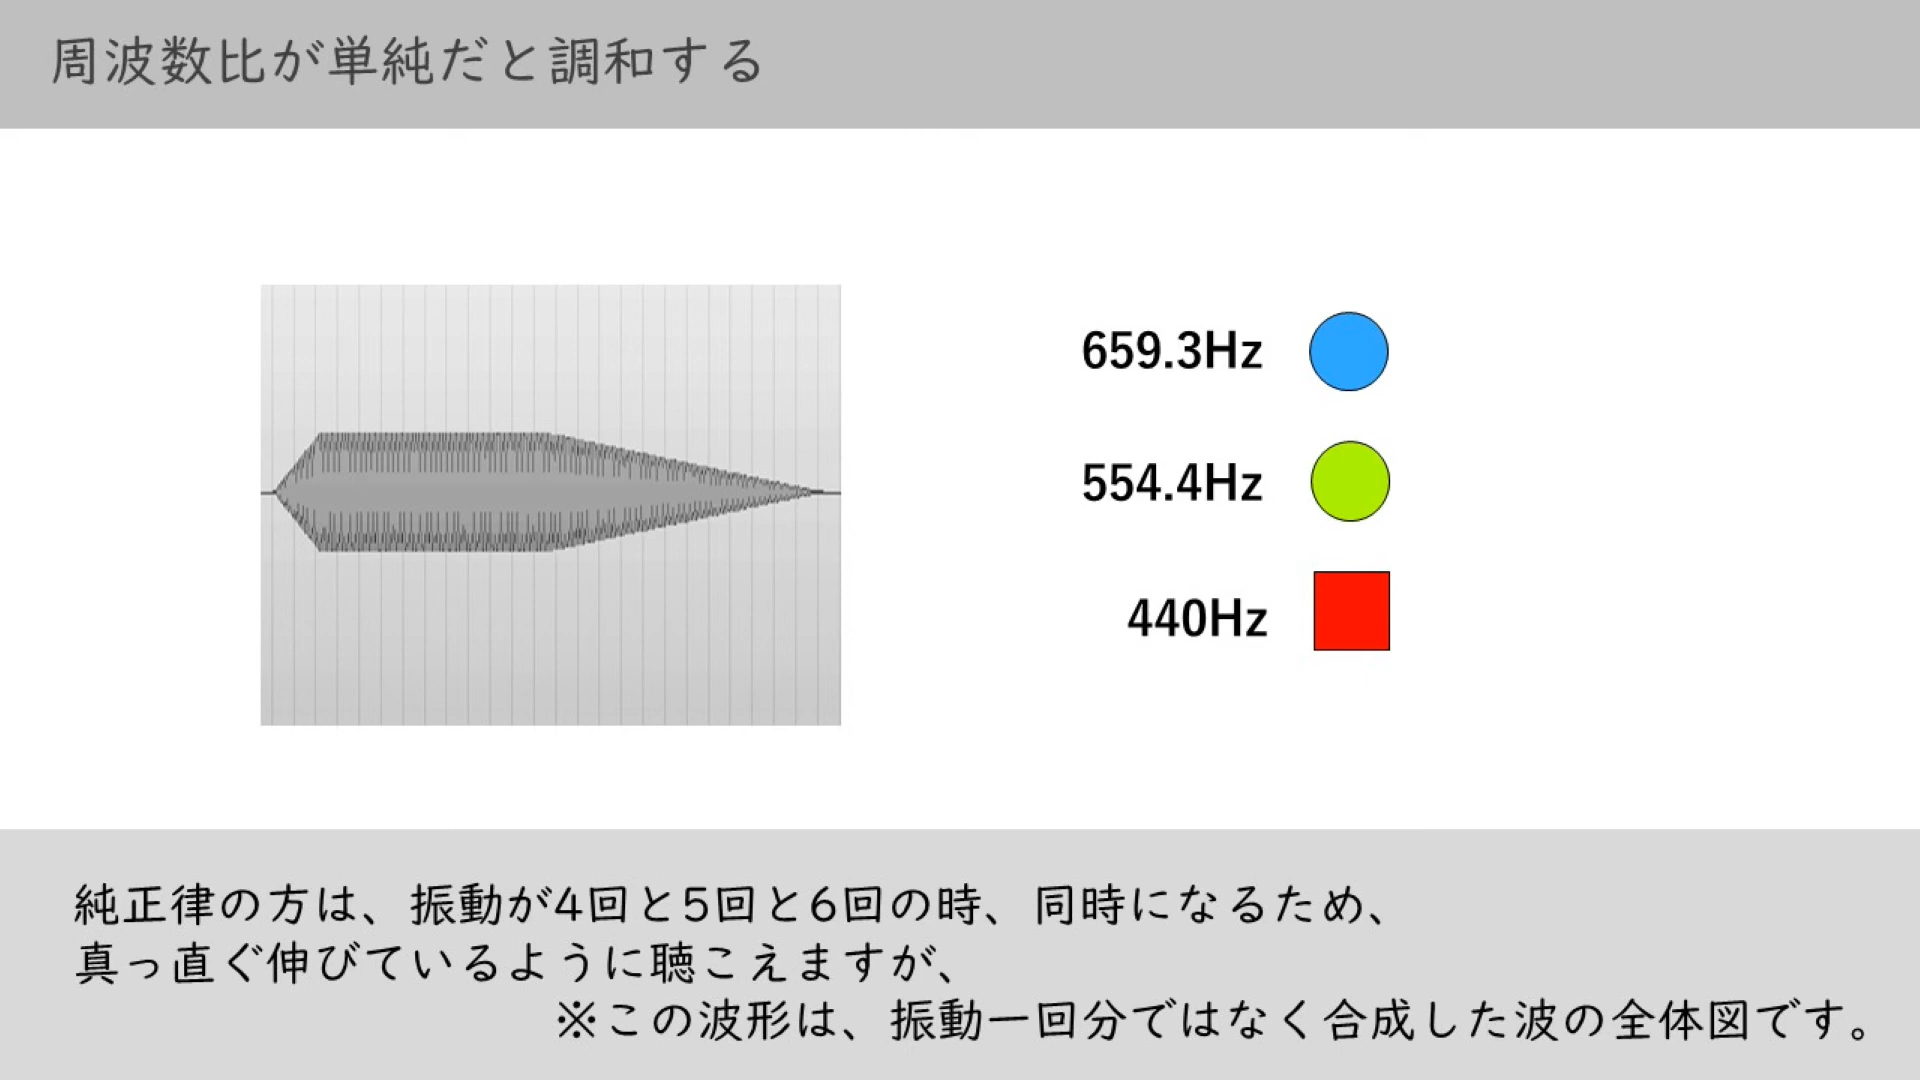 周波数比が単純だと調和する
659.3Hz
554.4Hz
440Hz
純正律の方は、振動が4回と5回と6回の時、同時になるため、
真っ直ぐ伸びているように聴こえますが、
※この波形は、振動一回分ではなく合成した波の全体図です。